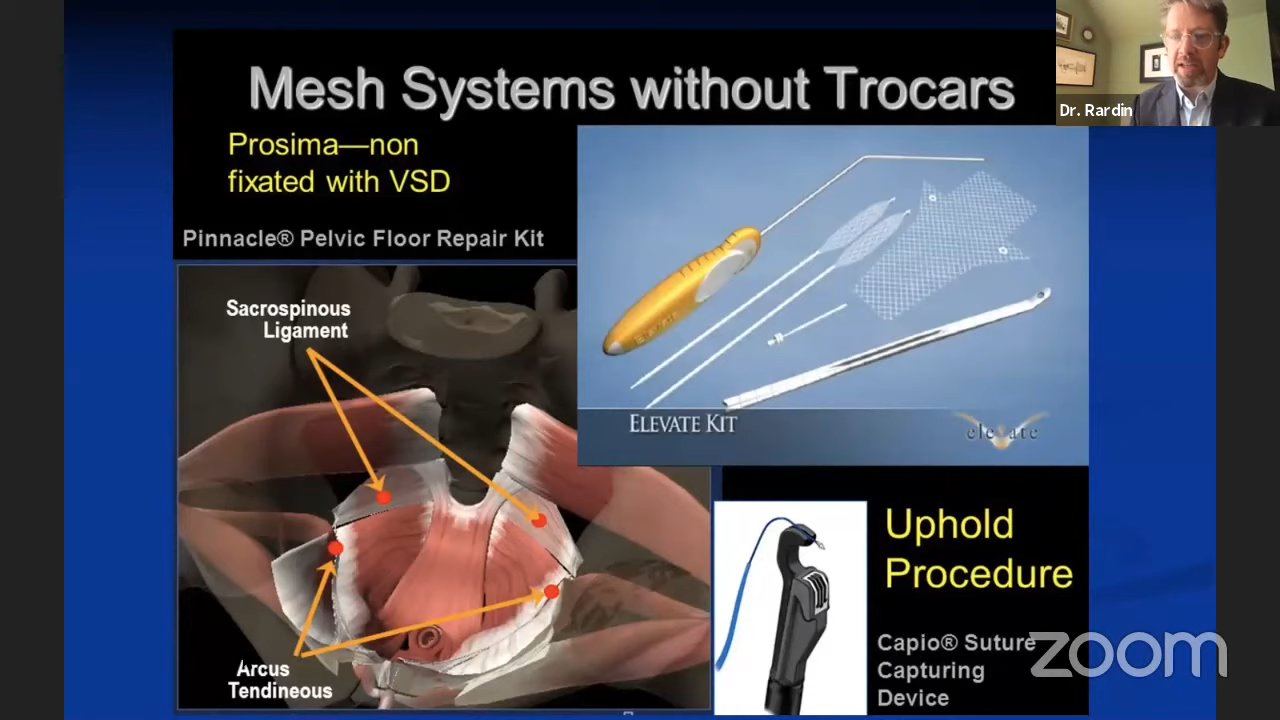 Mesh Systems without Trocars
Dr. Rardin
Prosima—non
fixated with VSD
Pinnacle® Pelvic Floor Repair Kit
Sacrospinous
Ligament
ELEVATE KIT
elevate
Uphold
Procedure
Arcus
Tendineous
Capio® Suture
Capturing
Device
zoom